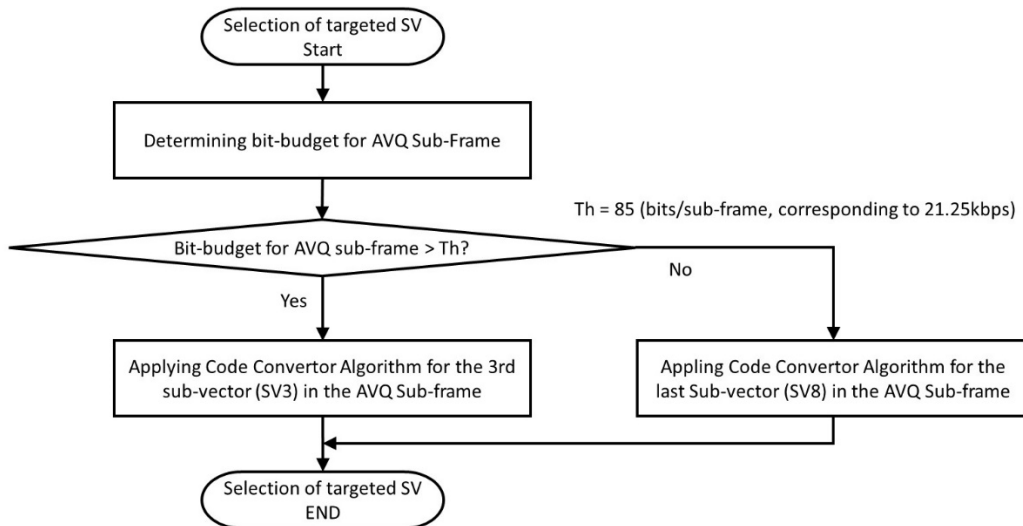 Selection of targeted SV
Start
Determining bit-budget for AVQ Sub-Frame
Th = 85 (bits/sub-frame, corresponding to 21.25kbps)
Bit-budget for AVQ sub-frame > Th?
No
Yes
Applying Code Convertor Algorithm for the 3rd
sub-vector (SV3) in the AVQ Sub-frame
Appling Code Convertor Algorithm for the
last Sub-vector (SV8) in the AVQ Sub-frame
Selection of targeted SV
END